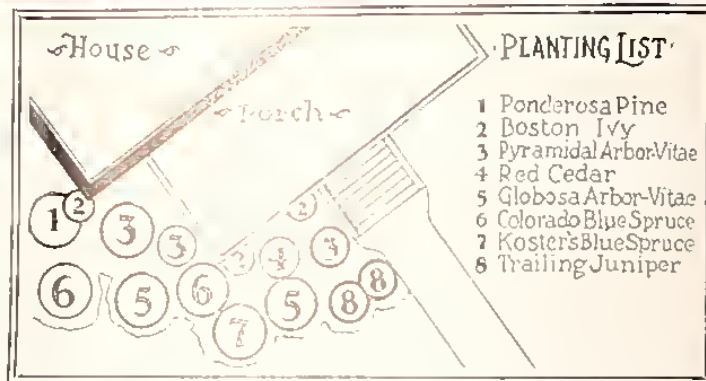 House
Porch
PLANTING LIST
1 Ponderosa Pine
2 Boston Ivy
3 Pyramidal Arbor-Vitae
4 Red Cedar
5 Globosa Arbor-Vitae
6 Colorado Blue Spruce
7 Koster's Blue Spruce
8 Trailing Juniper
2
1 2
3
3
2
4
6
5
6
5
8
8
7